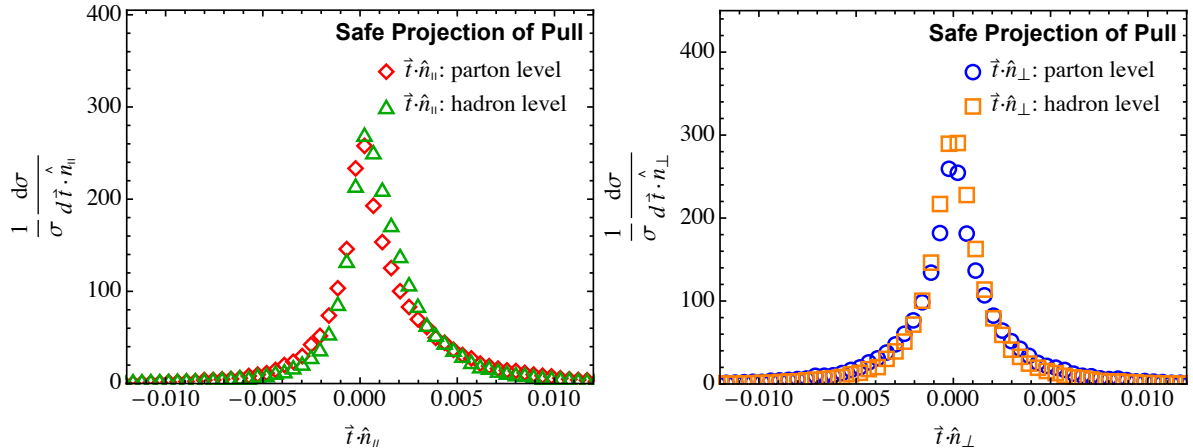 Safe Projection of Pull
t⃗·n̂∥: parton level
t⃗·n̂∥: hadron level
400
300
200
100
0
1/σ dσ/d t⃗·n̂∥
−0.010 −0.005 0.000 0.005 0.010
t⃗·n̂∥
Safe Projection of Pull
t⃗·n̂⊥: parton level
t⃗·n̂⊥: hadron level
400
300
200
100
0
1/σ dσ/d t⃗·n̂⊥
−0.010 −0.005 0.000 0.005 0.010
t⃗·n̂⊥